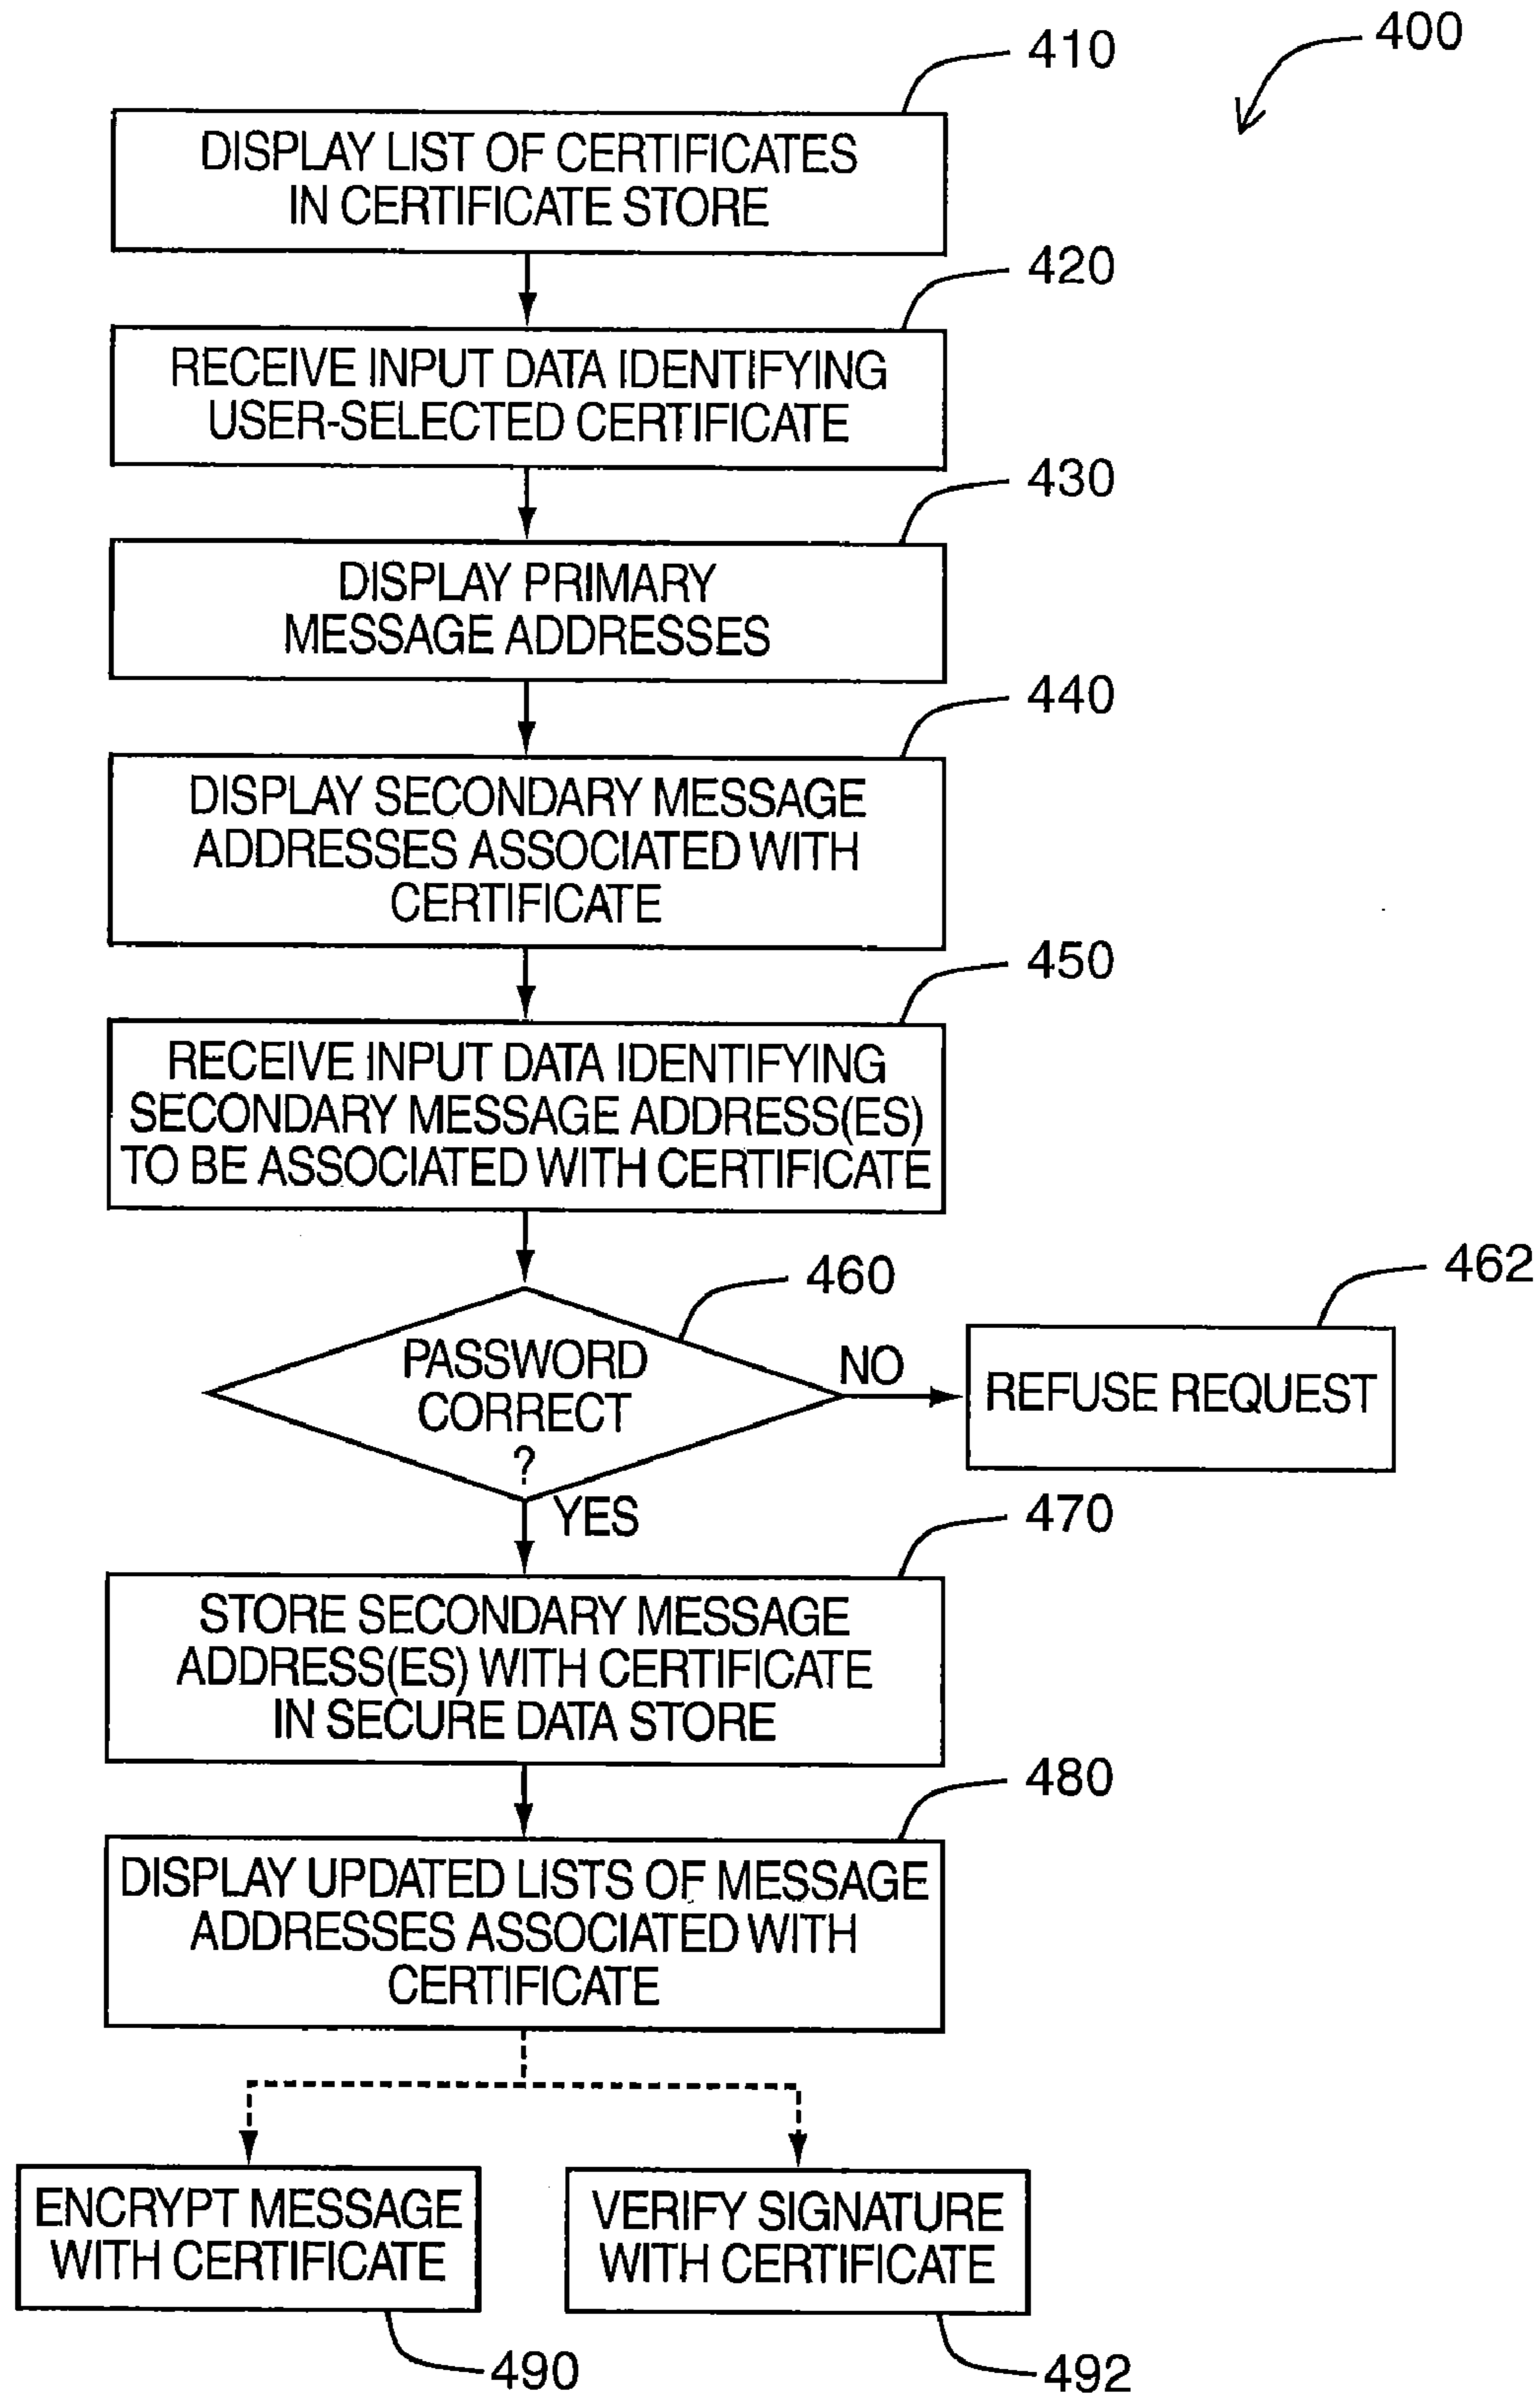 400
410
DISPLAY LIST OF CERTIFICATES
IN CERTIFICATE STORE
420
RECEIVE INPUT DATA IDENTIFYING
USER-SELECTED CERTIFICATE
430
DISPLAY PRIMARY
MESSAGE ADDRESSES
440
DISPLAY SECONDARY MESSAGE
ADDRESSES ASSOCIATED WITH
CERTIFICATE
450
RECEIVE INPUT DATA IDENTIFYING
SECONDARY MESSAGE ADDRESS(ES)
TO BE ASSOCIATED WITH CERTIFICATE
460
PASSWORD
CORRECT
?
NO
462
REFUSE REQUEST
YES
470
STORE SECONDARY MESSAGE
ADDRESS(ES) WITH CERTIFICATE
IN SECURE DATA STORE
480
DISPLAY UPDATED LISTS OF MESSAGE
ADDRESSES ASSOCIATED WITH
CERTIFICATE
ENCRYPT MESSAGE
WITH CERTIFICATE
490
VERIFY SIGNATURE
WITH CERTIFICATE
492